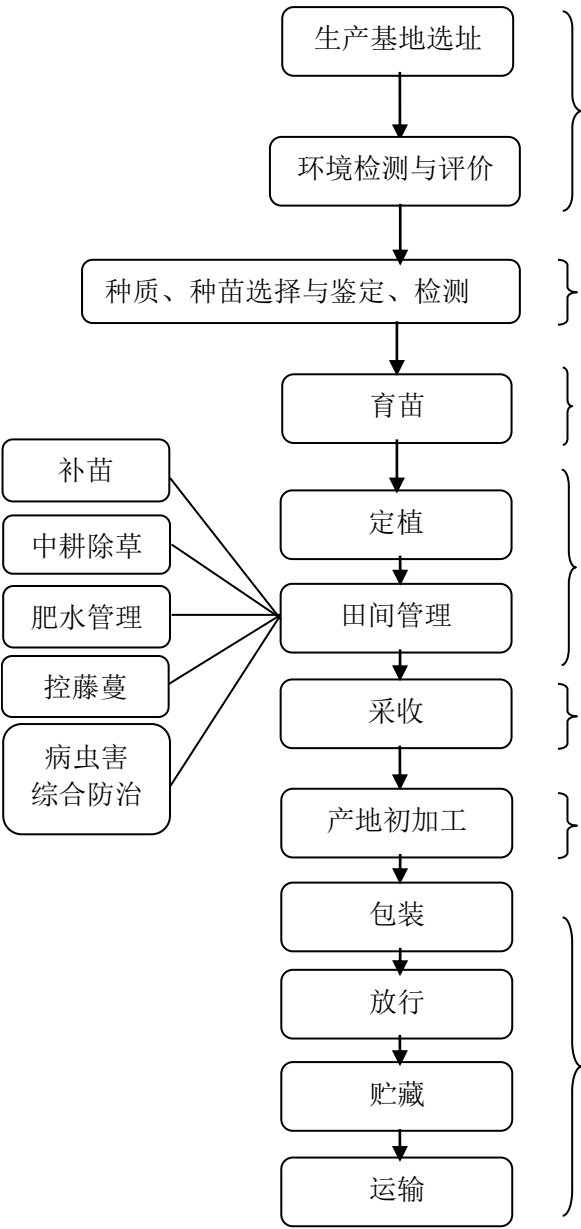 生产基地选址
环境检测与评价
种质、种苗选择与鉴定、检测
育苗
补苗
定植
中耕除草
肥水管理
田间管理
控藤蔓
采收
病虫害
综合防治
产地初加工
包装
放行
贮藏
运输